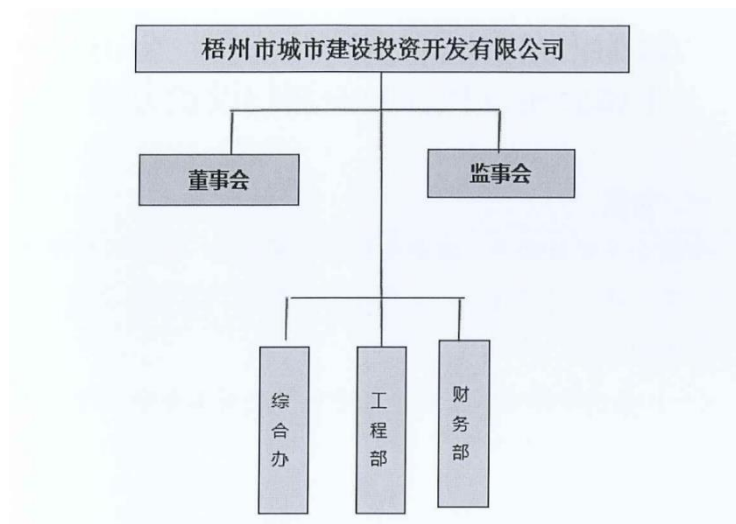 梧州市城市建设投资开发有限公司
董事会
监事会
综合办
工程部
财务部